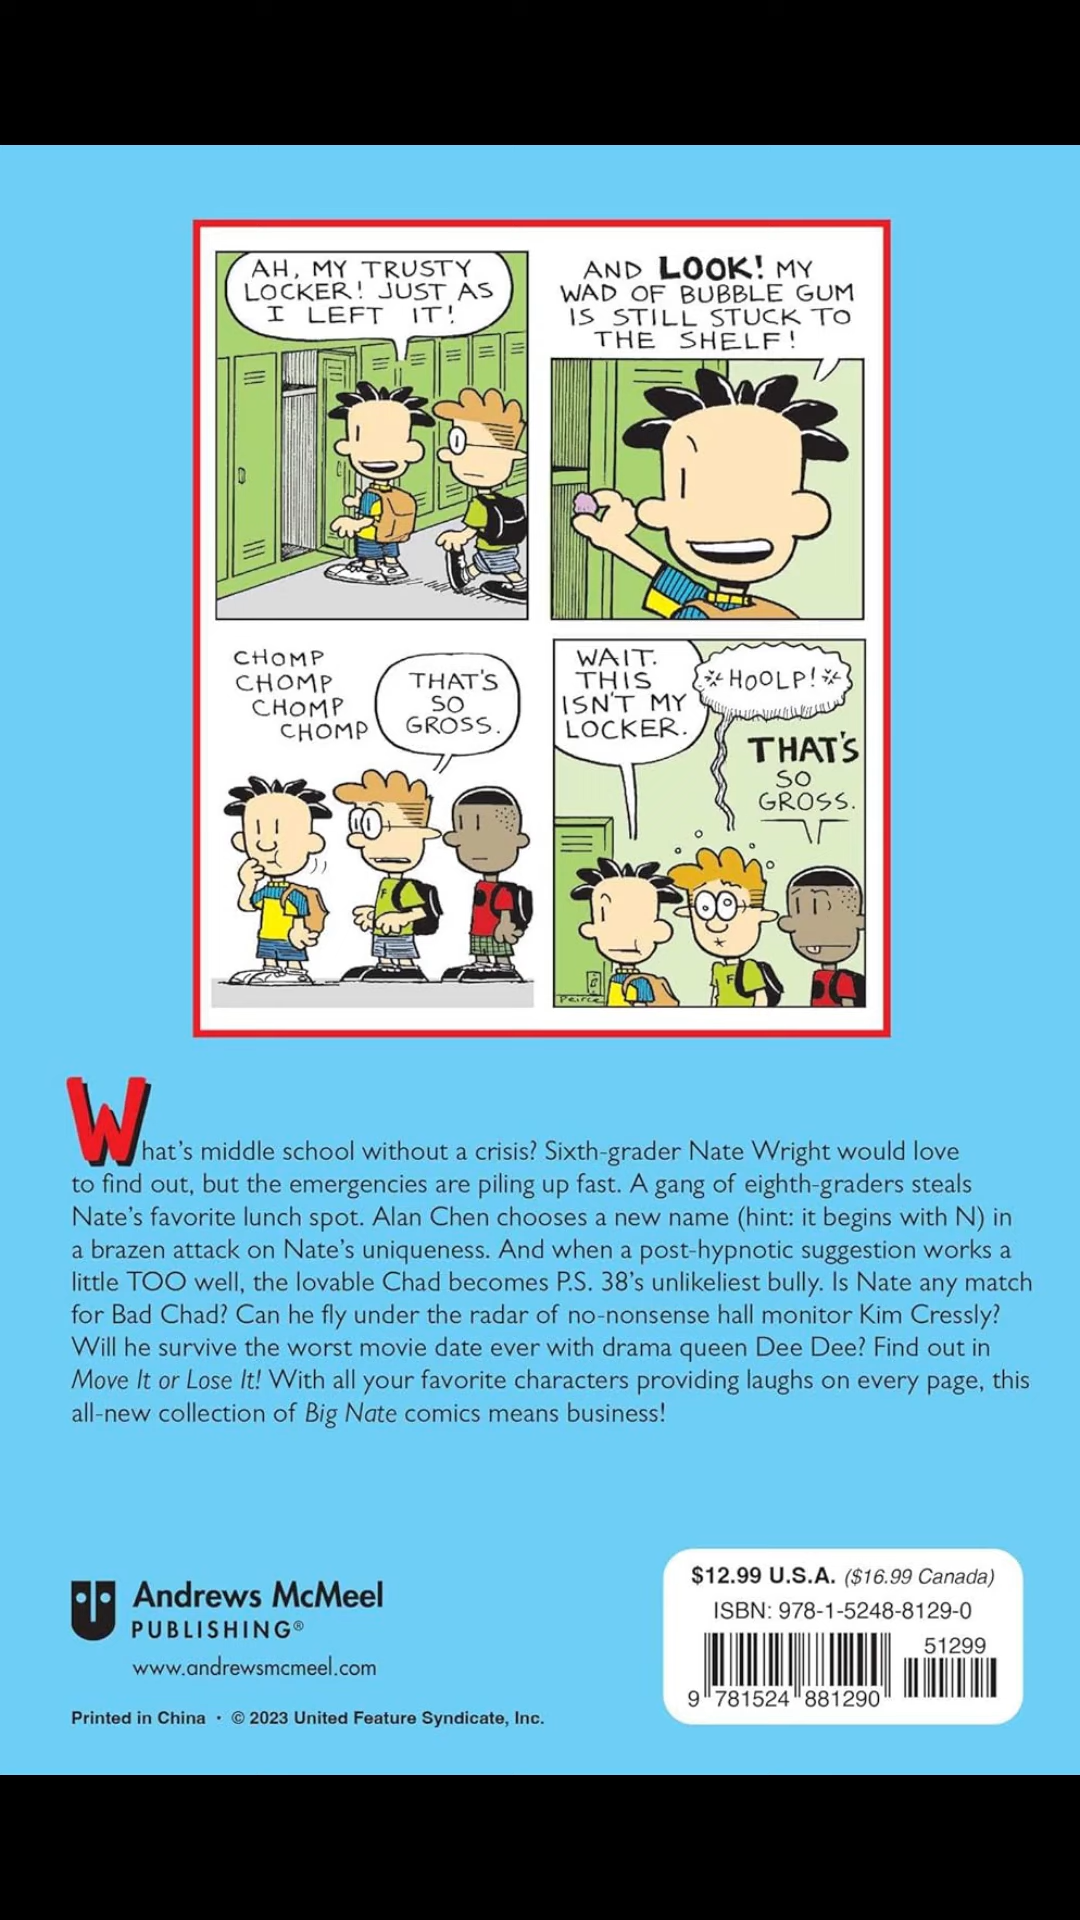 AH, MY TRUSTY
LOCKER! JUST AS
I LEFT IT!
AND LOOK! MY
WAD OF BUBBLE GUM
IS STILL STUCK TO
THE SHELF!
CHOMP
CHOMP
CHOMP
CHOMP
THAT'S
SO
GROSS.
WAIT.
THIS
ISN'T MY
LOCKER.
HOOLP!
THAT'S
SO
GROSS.
F
F
Peirce
What's middle school without a crisis? Sixth-grader Nate Wright would love
to find out, but the emergencies are piling up fast. A gang of eighth-graders steals
Nate's favorite lunch spot. Alan Chen chooses a new name (hint: it begins with N) in
a brazen attack on Nate's uniqueness. And when a post-hypnotic suggestion works a
little TOO well, the lovable Chad becomes P.S. 38's unlikeliest bully. Is Nate any match
for Bad Chad? Can he fly under the radar of no-nonsense hall monitor Kim Cressly?
Will he survive the worst movie date ever with drama queen Dee Dee? Find out in
Move It or Lose It! With all your favorite characters providing laughs on every page, this
all-new collection of Big Nate comics means business!
Andrews McMeel
PUBLISHING®
www.andrewsmcmeel.com
Printed in China · © 2023 United Feature Syndicate, Inc.
$12.99 U.S.A. ($16.99 Canada)
ISBN: 978-1-5248-8129-0
51299
9 781524 881290